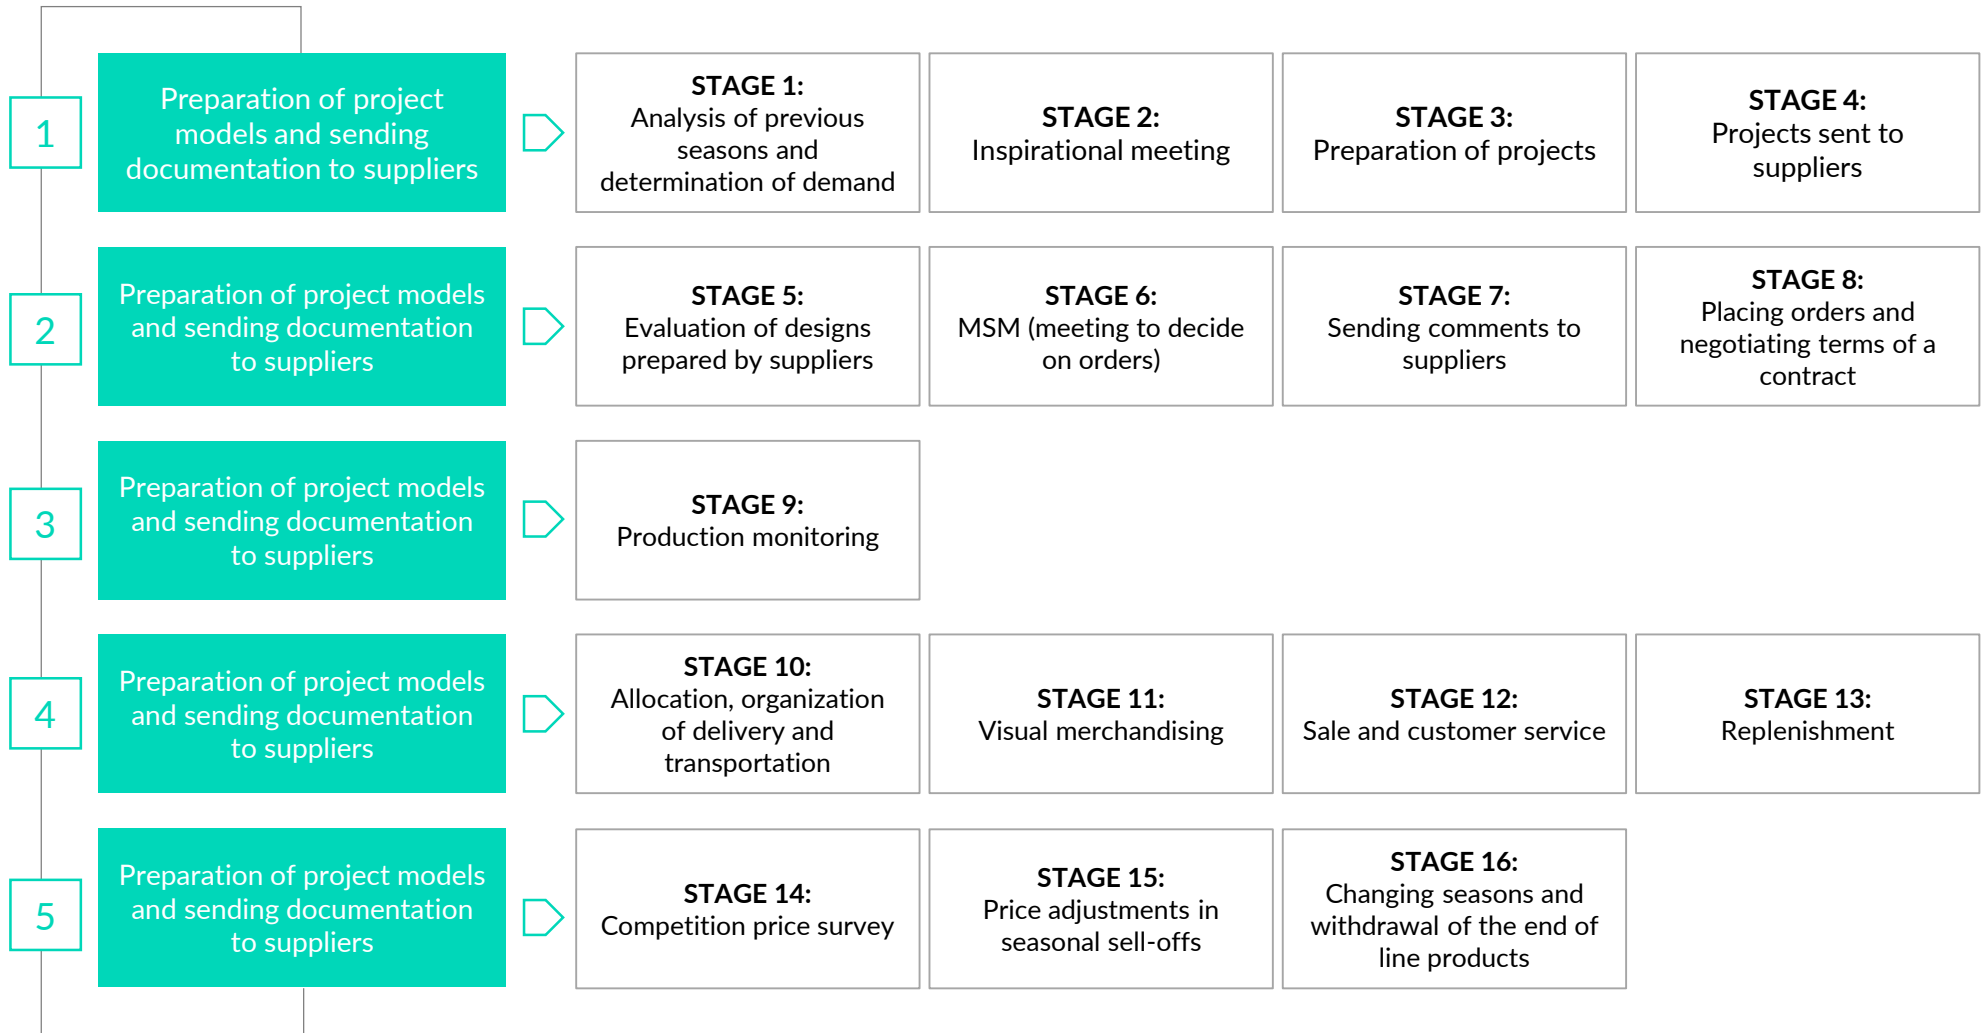 1
Preparation of project
models and sending
documentation to suppliers
STAGE 1:
Analysis of previous
seasons and
determination of demand
STAGE 2:
Inspirational meeting
STAGE 3:
Preparation of projects
STAGE 4:
Projects sent to
suppliers
2
Preparation of project models
and sending documentation
to suppliers
STAGE 5:
Evaluation of designs
prepared by suppliers
STAGE 6:
MSM (meeting to decide
on orders)
STAGE 7:
Sending comments to
suppliers
STAGE 8:
Placing orders and
negotiating terms of a
contract
3
Preparation of project models
and sending documentation
to suppliers
STAGE 9:
Production monitoring
4
Preparation of project models
and sending documentation
to suppliers
STAGE 10:
Allocation, organization
of delivery and
transportation
STAGE 11:
Visual merchandising
STAGE 12:
Sale and customer service
STAGE 13:
Replenishment
5
Preparation of project models
and sending documentation
to suppliers
STAGE 14:
Competition price survey
STAGE 15:
Price adjustments in
seasonal sell-offs
STAGE 16:
Changing seasons and
withdrawal of the end of
line products